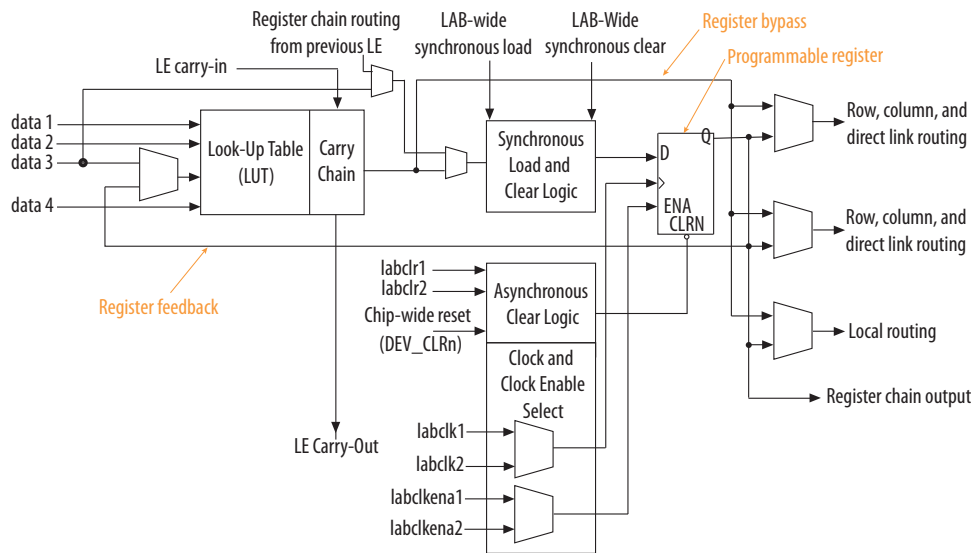 Register chain routing
from previous LE
LAB-wide
synchronous load
LAB-Wide
synchronous clear
Register bypass
Programmable register
LE carry-in
data 1
data 2
data 3
data 4
Look-Up Table
(LUT)
Carry
Chain
Synchronous
Load and
Clear Logic
D
Q
ENA
CLRN
Row, column, and
direct link routing
Row, column, and
direct link routing
Local routing
Register chain output
Register feedback
labclr1
labclr2
Chip-wide reset
(DEV_CLRn)
Asynchronous
Clear Logic
Clock and
Clock Enable
Select
labclk1
labclk2
labclkena1
labclkena2
LE Carry-Out